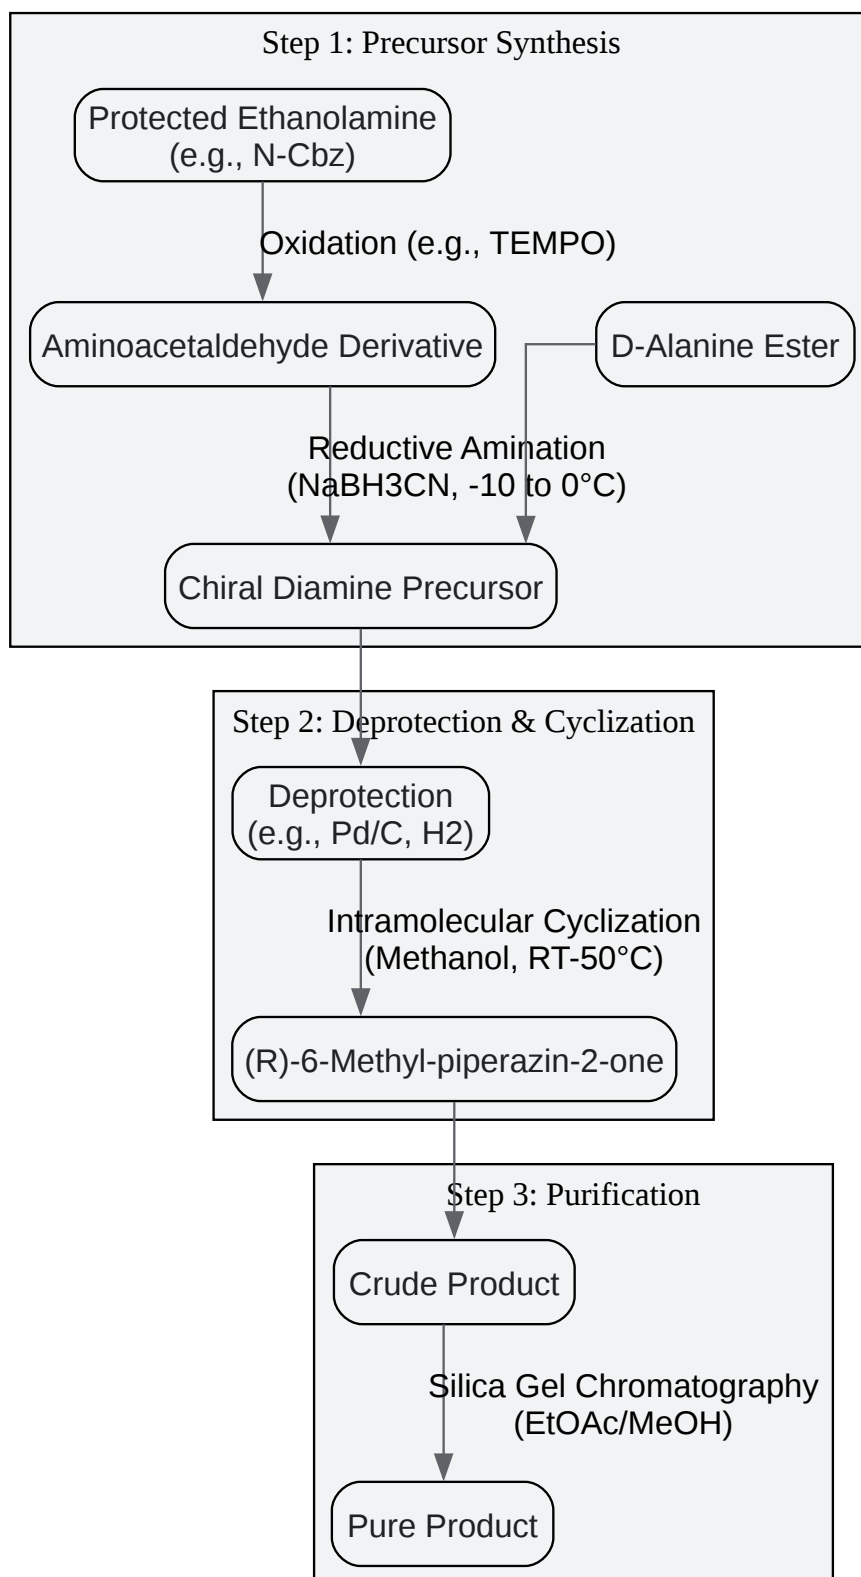 Step 1: Precursor Synthesis
Protected Ethanolamine
(e.g., N-Cbz)
Oxidation (e.g., TEMPO)
Aminoacetaldehyde Derivative
D-Alanine Ester
Reductive Amination
(NaBH3CN, -10 to 0°C)
Chiral Diamine Precursor
Step 2: Deprotection & Cyclization
Deprotection
(e.g., Pd/C, H2)
Intramolecular Cyclization
(Methanol, RT-50°C)
(R)-6-Methyl-piperazin-2-one
Step 3: Purification
Crude Product
Silica Gel Chromatography
(EtOAc/MeOH)
Pure Product